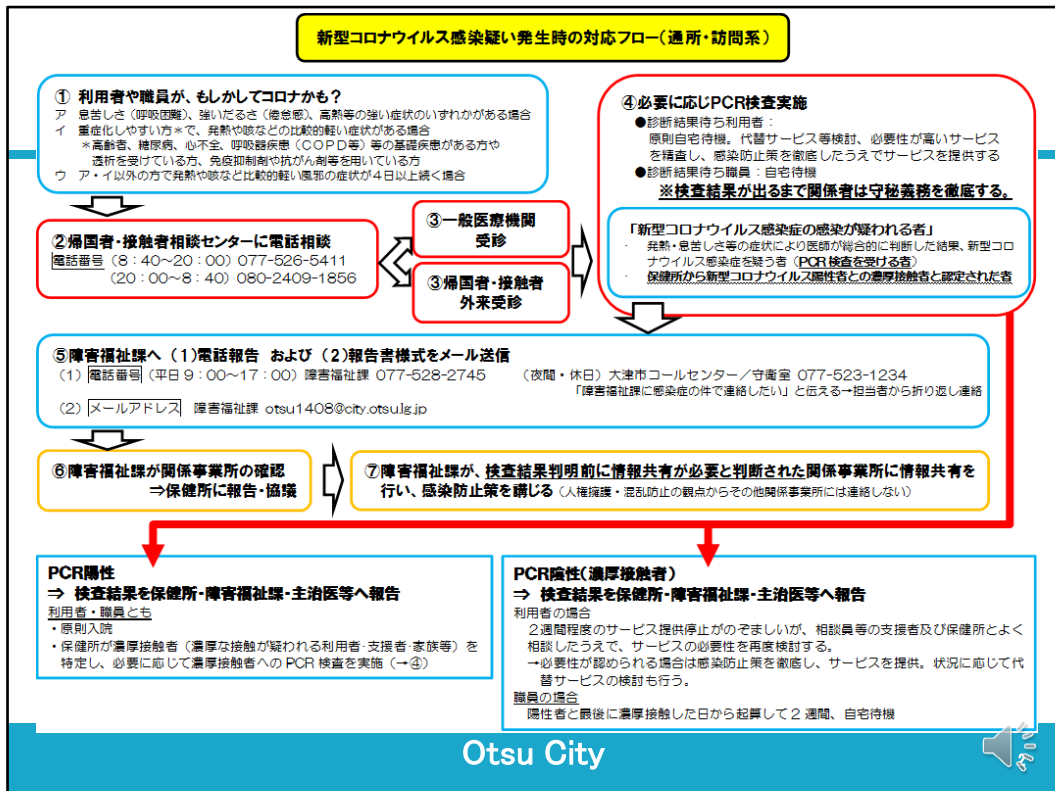 新型コロナウイルス感染疑い発生時の対応フロー(通所・訪問系)
① 利用者や職員が、もしかしてコロナかも?
ア 息苦しさ(呼吸困難)、強いだるさ(倦怠感)、高熱等の強い症状のいずれかがある場合
イ 重症化しやすい方＊で、発熱や咳などの比較的軽い症状がある場合
＊高齢者、糖尿病、心不全、呼吸器疾患(COPD等)等の基礎疾患がある方や
透析を受けている方、免疫抑制剤や抗がん剤等を用いている方
ウ ア・イ以外の方で発熱や咳など比較的軽い風邪の症状が4日以上続く場合
②帰国者・接触者相談センターに電話相談
電話番号(8:40～20:00)077-526-5411
(20:00～8:40)080-2409-1856
③一般医療機関
受診
③帰国者・接触者
外来受診
④必要に応じPCR検査実施
●診断結果待ち利用者:
原則自宅待機。代替サービス等検討、必要性が高いサービス
を精査し、感染防止策を徹底したうえでサービスを提供する
●診断結果待ち職員:自宅待機
※検査結果が出るまで関係者は守秘義務を徹底する。
「新型コロナウイルス感染症の感染が疑われる者」
・ 発熱・息苦しさ等の症状により医師が総合的に判断した結果、新型コロ
ナウイルス感染症を疑う者(PCR検査を受ける者)
・ 保健所から新型コロナウイルス陽性者との濃厚接触者と認定された者
⑤障害福祉課へ (1)電話報告 および (2)報告書様式をメール送信
(1) 電話番号(平日9:00～17:00)障害福祉課 077-528-2745 (夜間・休日)大津市コールセンター/守衛室 077-523-1234
「障害福祉課に感染症の件で連絡したい」と伝える→担当者から折り返し連絡
(2) メールアドレス 障害福祉課 otsu1408@city.otsu.lg.jp
⑥障害福祉課が関係事業所の確認
⇒保健所に報告・協議
⑦障害福祉課が、検査結果判明前に情報共有が必要と判断された関係事業所に情報共有を
行い、感染防止策を講じる(人権擁護・混乱防止の観点からその他関係事業所には連絡しない)
PCR陽性
⇒ 検査結果を保健所・障害福祉課・主治医等へ報告
利用者・職員とも
・原則入院
・保健所が濃厚接触者(濃厚な接触が疑われる利用者・支援者・家族等)を
特定し、必要に応じて濃厚接触者へのPCR検査を実施(→④)
PCR陰性(濃厚接触者)
⇒ 検査結果を保健所・障害福祉課・主治医等へ報告
利用者の場合
2週間程度のサービス提供停止がのぞましいが、相談員等の支援者及び保健所とよく
相談したうえで、サービスの必要性を再度検討する。
→必要性が認められる場合は感染防止策を徹底し、サービスを提供。状況に応じて代
替サービスの検討も行う。
職員の場合
陽性者と最後に濃厚接触した日から起算して2週間、自宅待機
Otsu City